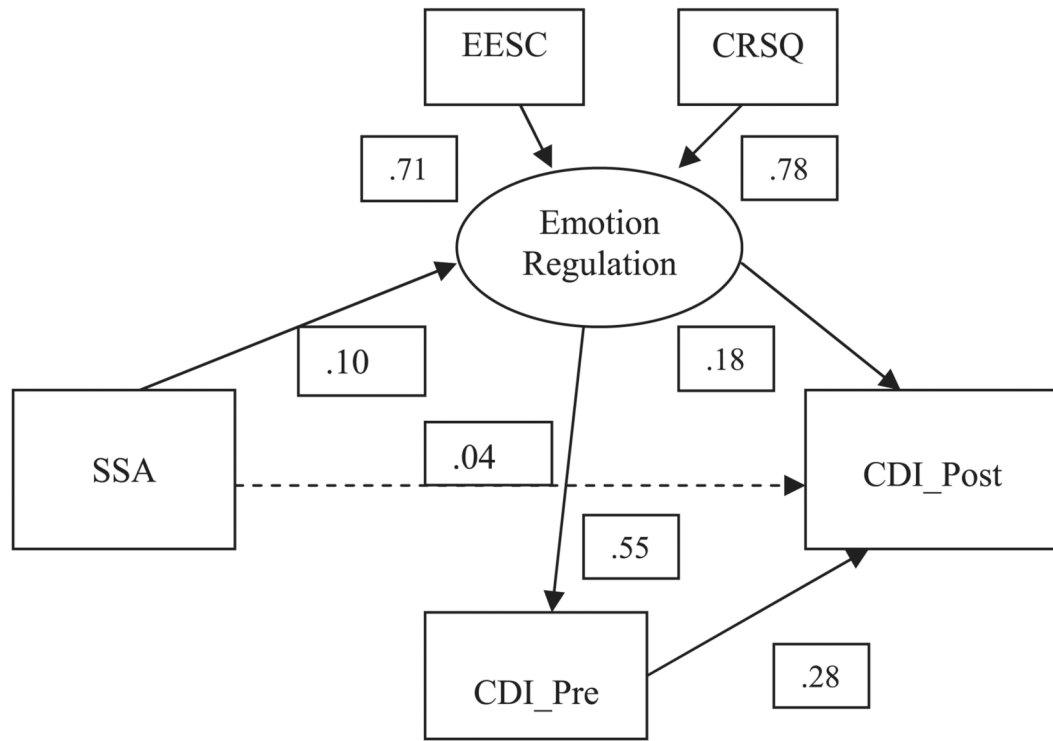 EESC
CRSQ
.71
.78
Emotion
Regulation
.10
.18
SSA
.04
CDI_Post
.55
CDI_Pre
.28